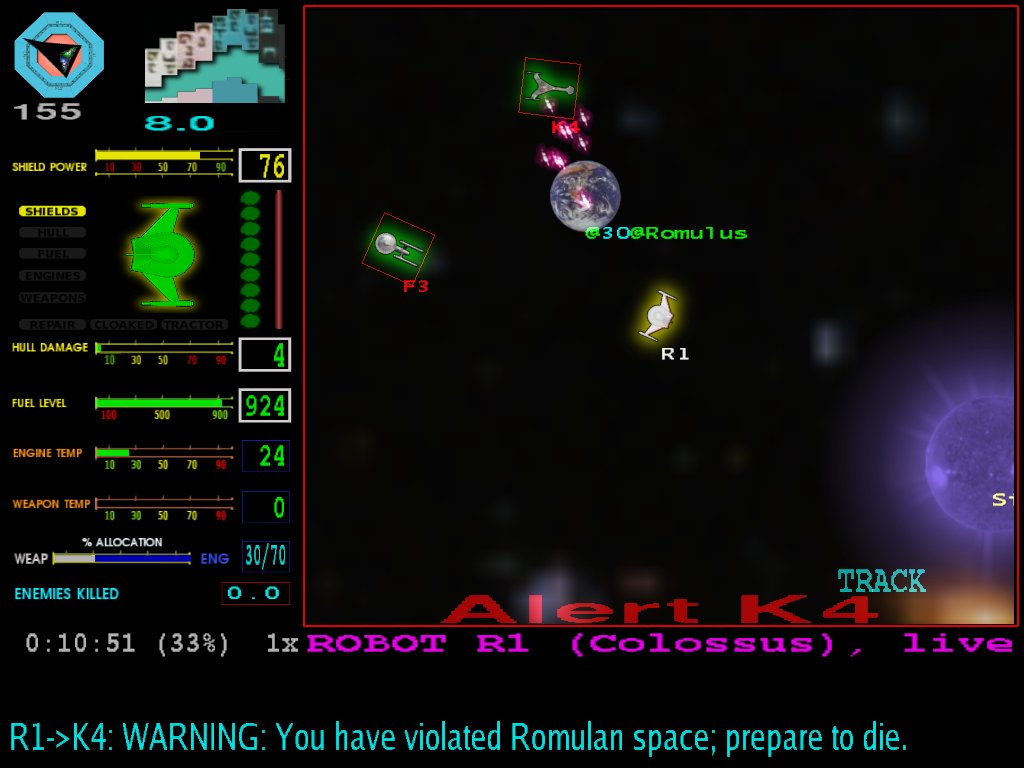 155
8.0
SHIELD POWER 10 30 50 70 90 76
SHIELDS
HULL
FUEL
ENGINES
WEAPONS
REPAIR CLOAKED TRACTOR
HULL DAMAGE 10 30 50 70 90 4
FUEL LEVEL 100 500 900 924
ENGINE TEMP 10 30 50 70 90 24
WEAPON TEMP 10 30 50 70 90 0
% ALLOCATION
WEAP ENG 30/70
ENEMIES KILLED 0.0
K4
@30@Romulus
F3
R1
TRACK
Alert K4
0:10:51 (33%) 1x ROBOT R1 (Colossus), live
R1->K4: WARNING: You have violated Romulan space; prepare to die.